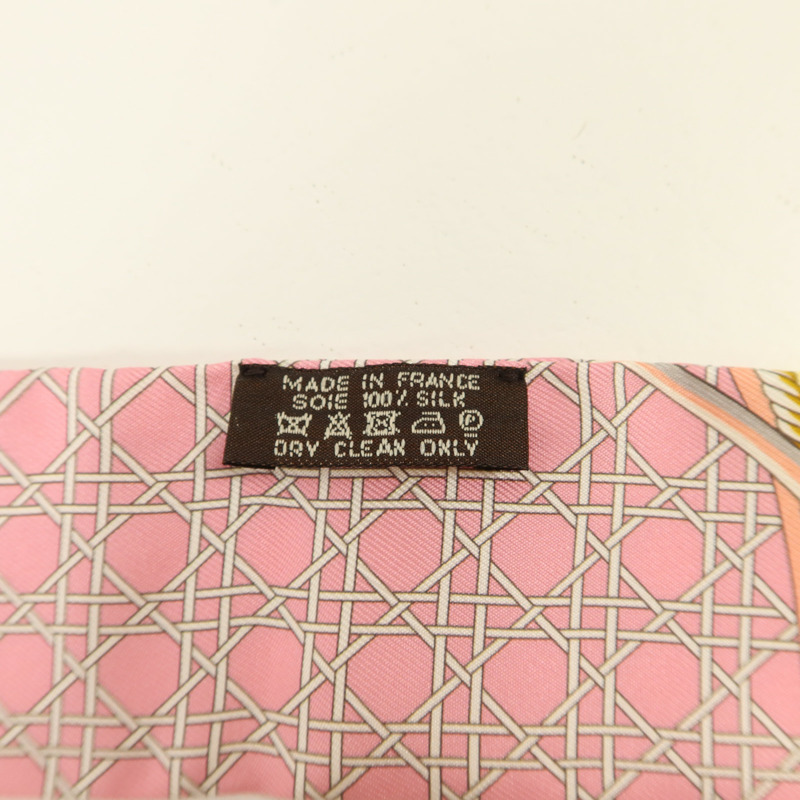 MADE IN FRANCE
SOIE 100% SILK
P
DRY CLEAN ONLY